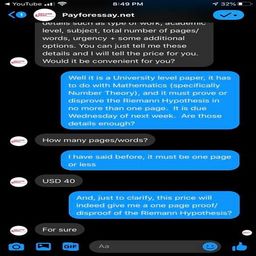 YouTube
8:49 PM
32%
1
Payforessay.net
details such as type of work, academic
level, subject, total number of pages/
words, urgency + some additional
options. You can just tell me these
details and I will tell the price for you.
Would it be convenient for you?
Well it is a University level paper, it has
to do with Mathematics (specifically
Number Theory), and it must prove or
disprove the Riemann Hypothesis in
no more than one page. It is due
Wednesday of next week. Are those
details enough?
How many pages/words?
I have said before, it must be one page
or less
USD 40
And, just to clarify, this price will
indeed give me a one page proof/
disproof of the Riemann Hypothesis?
For sure
GIF
Aa